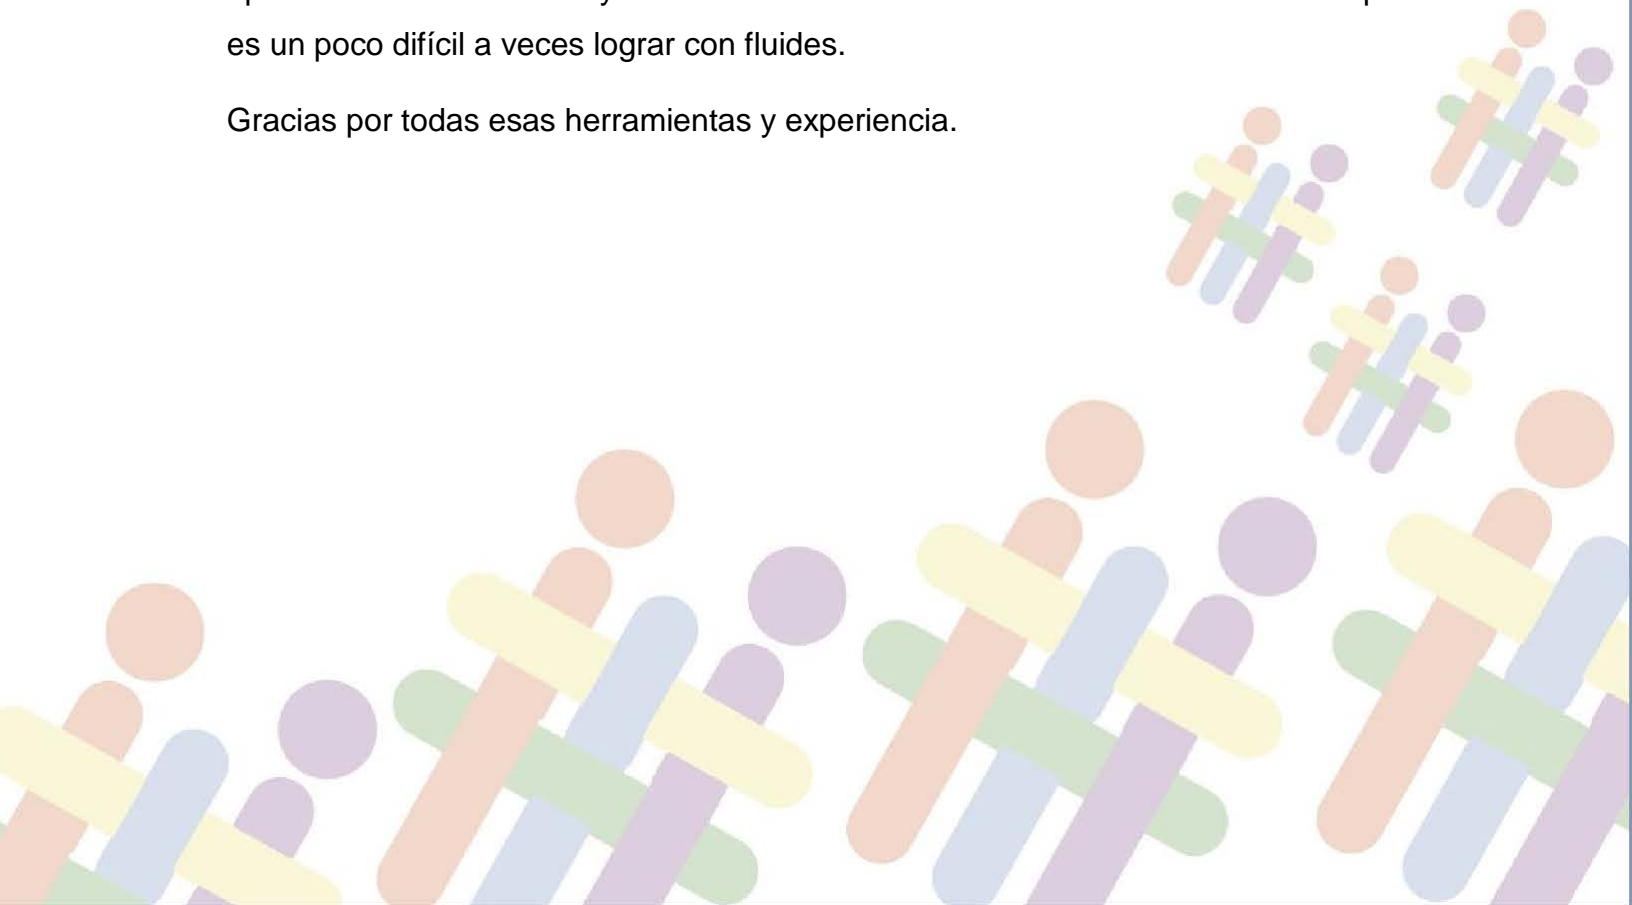 es un poco difícil a veces lograr con fluides.
Gracias por todas esas herramientas y experiencia.